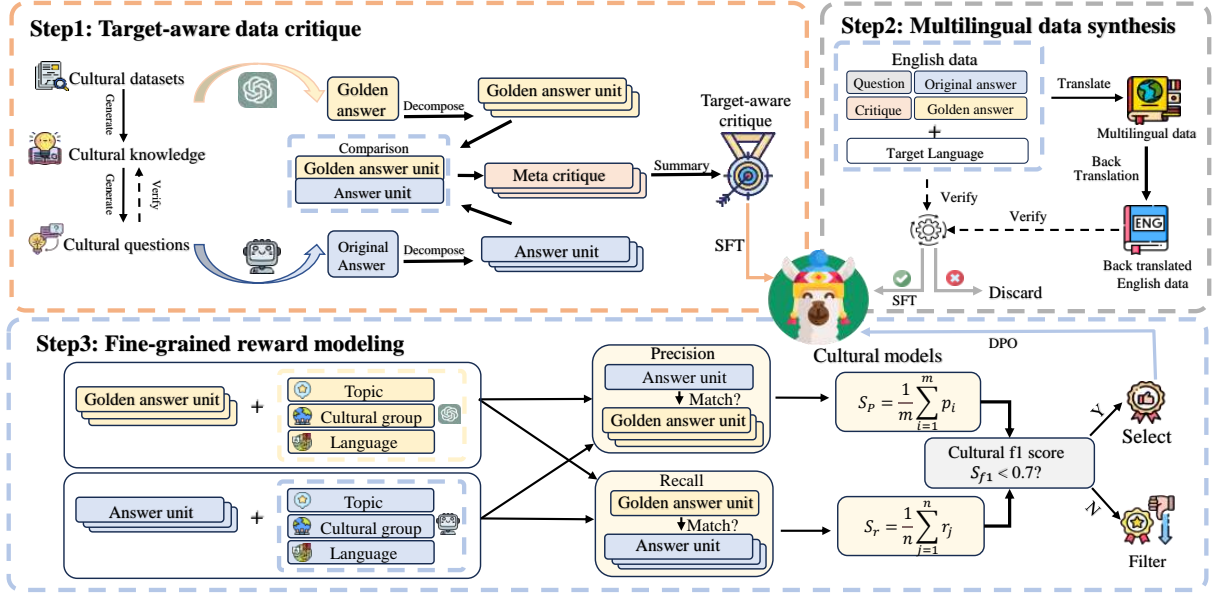 Step1: Target-aware data critique
Cultural datasets
Generate
Cultural knowledge
Generate
Verify
Cultural questions
Golden
answer
Decompose
Golden answer unit
Comparison
Golden answer unit
Answer unit
Meta critique
Summary
Target-aware
critique
Original
Answer
Decompose
Answer unit
SFT
Step2: Multilingual data synthesis
English data
Question
Original answer
Critique
Golden answer
+
Target Language
Translate
Multilingual data
Back
Translation
Verify
Verify
ENG
Back translated
English data
SFT
Discard
Step3: Fine-grained reward modeling
Golden answer unit
+
Topic
Cultural group
Language
Answer unit
+
Topic
Cultural group
Language
Precision
Answer unit
Match?
Golden answer unit
Recall
Golden answer unit
Match?
Answer unit
Cultural models
DPO
S_P = \frac{1}{m} \sum_{i=1}^{m} p_i
S_r = \frac{1}{n} \sum_{j=1}^{n} r_j
Cultural f1 score
S_{f1} < 0.7?
Y
Select
N
Filter